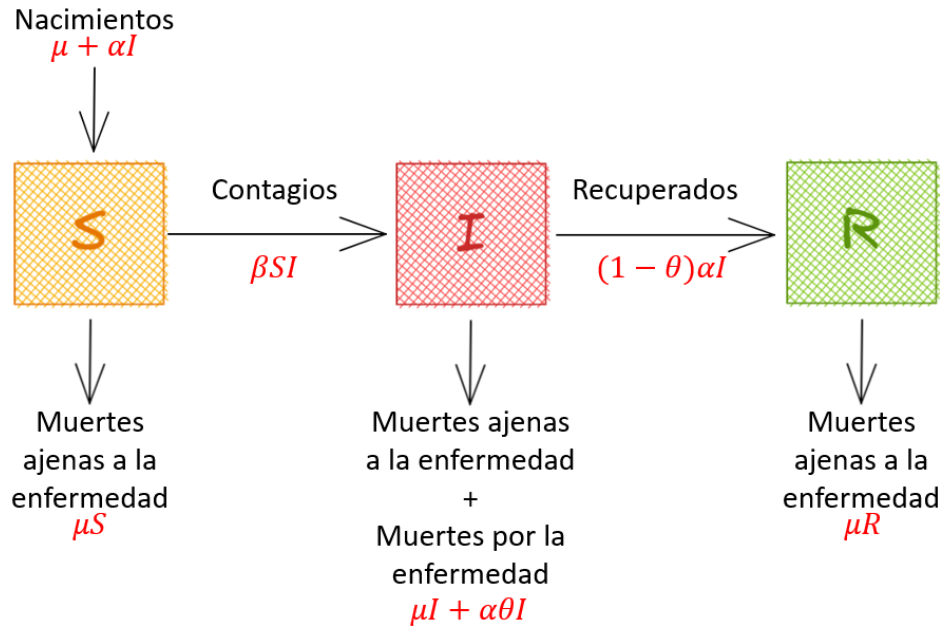 Nacimientos
μ + αI
S
Contagios
βSI
I
Recuperados
(1 − θ)αI
R
Muertes
ajenas a la
enfermedad
μS
Muertes ajenas
a la enfermedad
+
Muertes por la
enfermedad
μI + αθI
Muertes
ajenas a la
enfermedad
μR